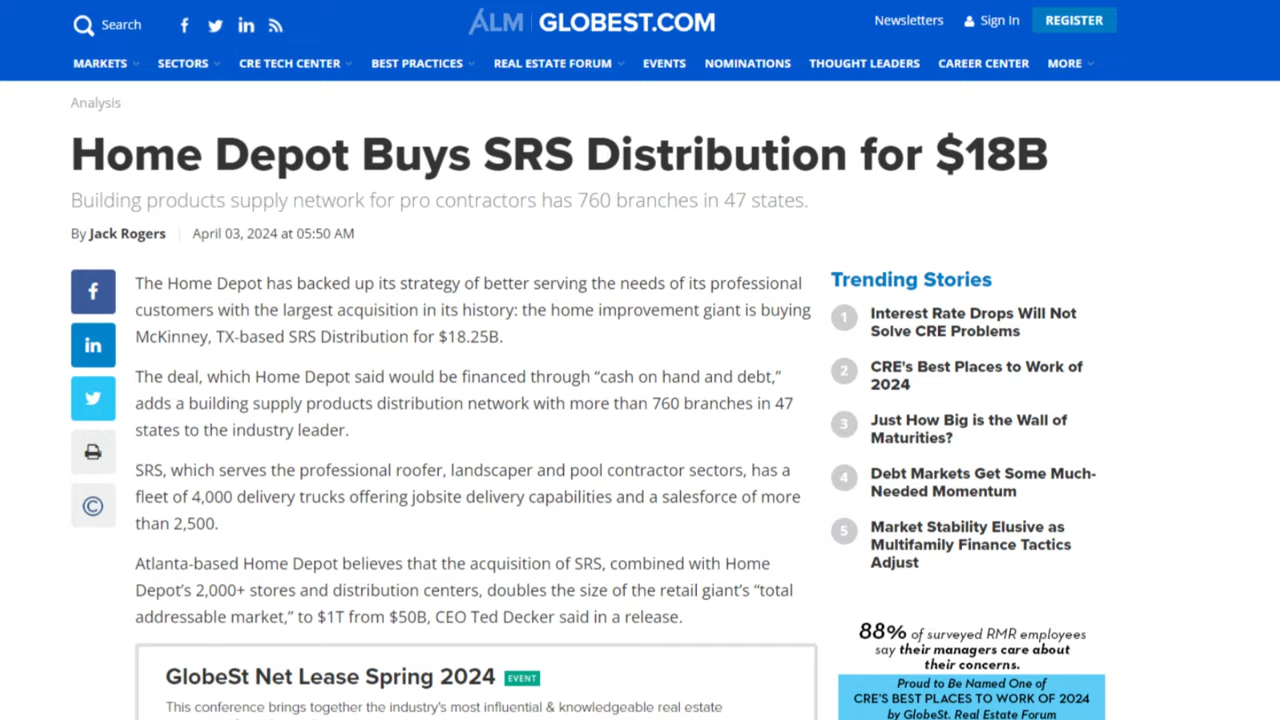 Search
ALM | GLOBEST.COM
Newsletters
Sign In
REGISTER
MARKETS
SECTORS
CRE TECH CENTER
BEST PRACTICES
REAL ESTATE FORUM
EVENTS
NOMINATIONS
THOUGHT LEADERS
CAREER CENTER
MORE
Analysis
Home Depot Buys SRS Distribution for $18B
Building products supply network for pro contractors has 760 branches in 47 states.
By Jack Rogers | April 03, 2024 at 05:50 AM
The Home Depot has backed up its strategy of better serving the needs of its professional
customers with the largest acquisition in its history: the home improvement giant is buying
McKinney, TX-based SRS Distribution for $18.25B.
The deal, which Home Depot said would be financed through “cash on hand and debt,”
adds a building supply products distribution network with more than 760 branches in 47
states to the industry leader.
SRS, which serves the professional roofer, landscaper and pool contractor sectors, has a
fleet of 4,000 delivery trucks offering jobsite delivery capabilities and a salesforce of more
than 2,500.
Atlanta-based Home Depot believes that the acquisition of SRS, combined with Home
Depot’s 2,000+ stores and distribution centers, doubles the size of the retail giant’s “total
addressable market,” to $1T from $50B, CEO Ted Decker said in a release.
GlobeSt Net Lease Spring 2024 EVENT
This conference brings together the industry's most influential & knowledgeable real estate
Trending Stories
1 Interest Rate Drops Will Not
Solve CRE Problems
2 CRE's Best Places to Work of
2024
3 Just How Big is the Wall of
Maturities?
4 Debt Markets Get Some Much-
Needed Momentum
5 Market Stability Elusive as
Multifamily Finance Tactics
Adjust
88% of surveyed RMR employees
say their managers care about
their concerns.
Proud to Be Named One of
CRE'S BEST PLACES TO WORK OF 2024
by GlobeSt. Real Estate Forum